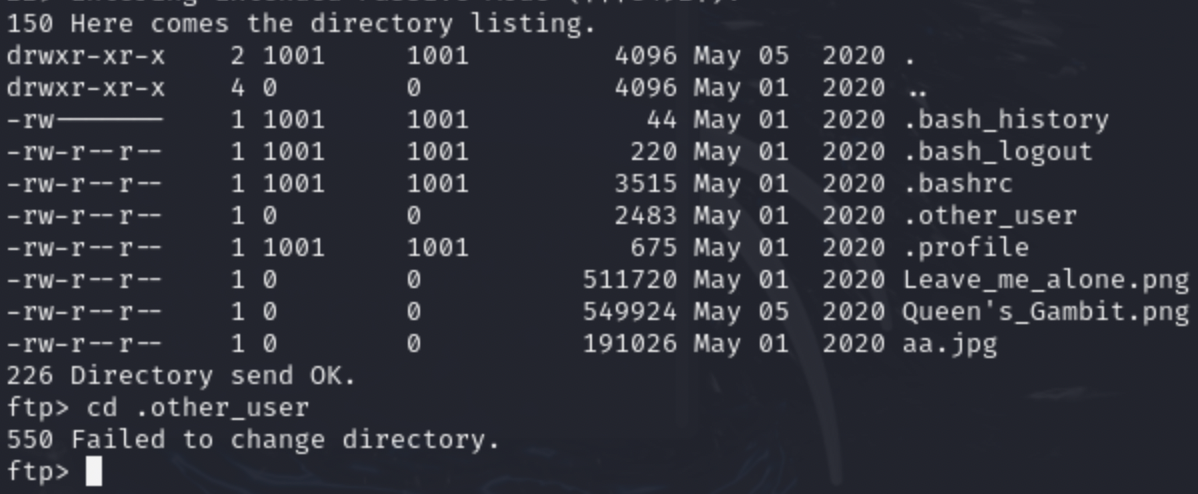 150 Here comes the directory listing.
drwxr-xr-x    2 1001     1001         4096 May 05  2020 .
drwxr-xr-x    4 0        0            4096 May 01  2020 ..
-rw-------    1 1001     1001           44 May 01  2020 .bash_history
-rw-r--r--    1 1001     1001          220 May 01  2020 .bash_logout
-rw-r--r--    1 1001     1001         3515 May 01  2020 .bashrc
-rw-r--r--    1 0        0            2483 May 01  2020 .other_user
-rw-r--r--    1 1001     1001          675 May 01  2020 .profile
-rw-r--r--    1 0        0          511720 May 01  2020 Leave_me_alone.png
-rw-r--r--    1 0        0          549924 May 05  2020 Queen's_Gambit.png
-rw-r--r--    1 0        0          191026 May 01  2020 aa.jpg
226 Directory send OK.
ftp> cd .other_user
550 Failed to change directory.
ftp>